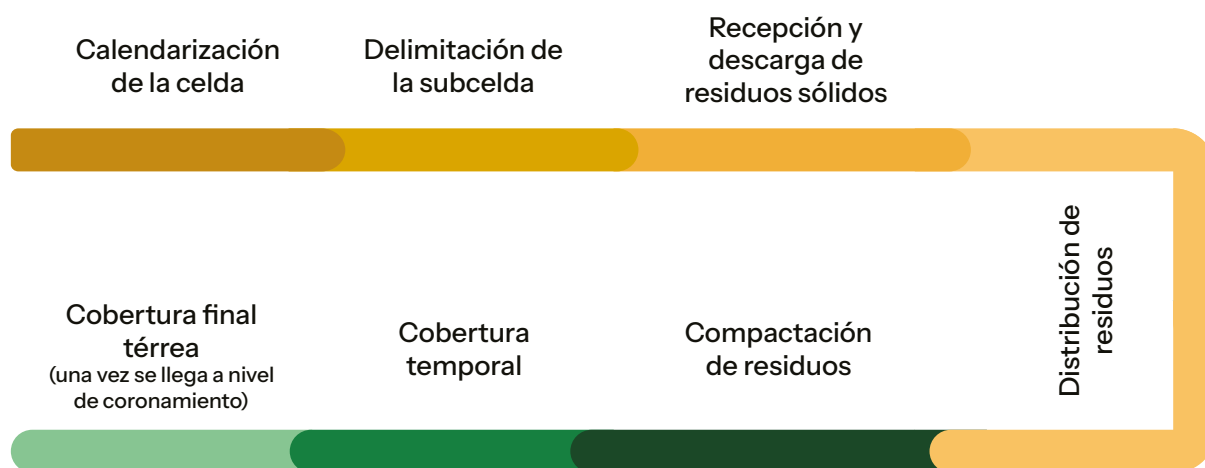 Calendarización
de la celda
Delimitación de
la subcelda
Recepción y
descarga de
residuos sólidos
Distribución de
residuos
Compactación
de residuos
Cobertura
temporal
Cobertura final
térrea
(una vez se llega a nivel
de coronamiento)